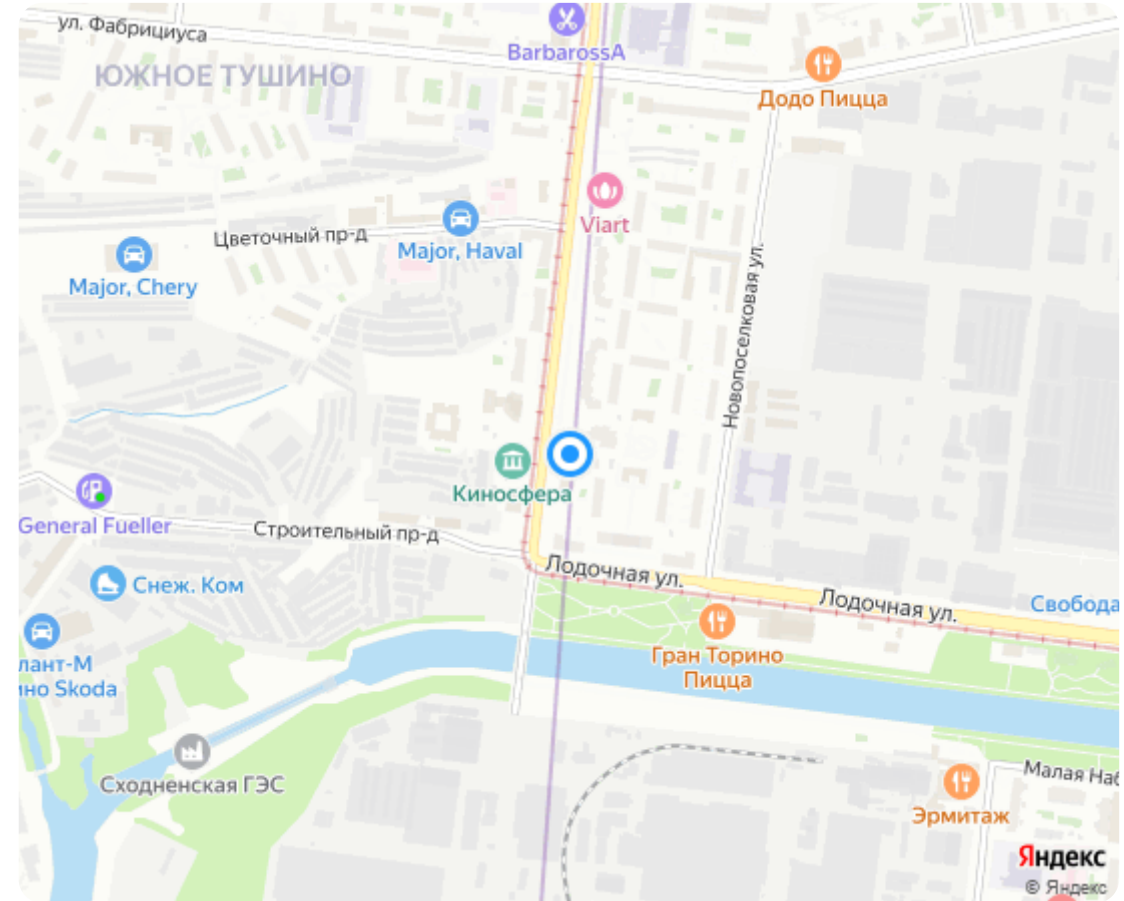 ул. Фабрициуса
BarbarossA
ЮЖНОЕ ТУШИНО
Додо Пицца
Viart
Цветочный пр-д
Major, Haval
Major, Chery
Новопоселковая ул.
Киносфера
General Fueller
Строительный пр-д
Лодочная ул.
Снеж. Ком
Лодочная ул.
Свобода
Гран Торино
Пицца
лант-М
но Skoda
Сходненская ГЭС
Малая Наб
Эрмитаж
Яндекс
© Яндекс